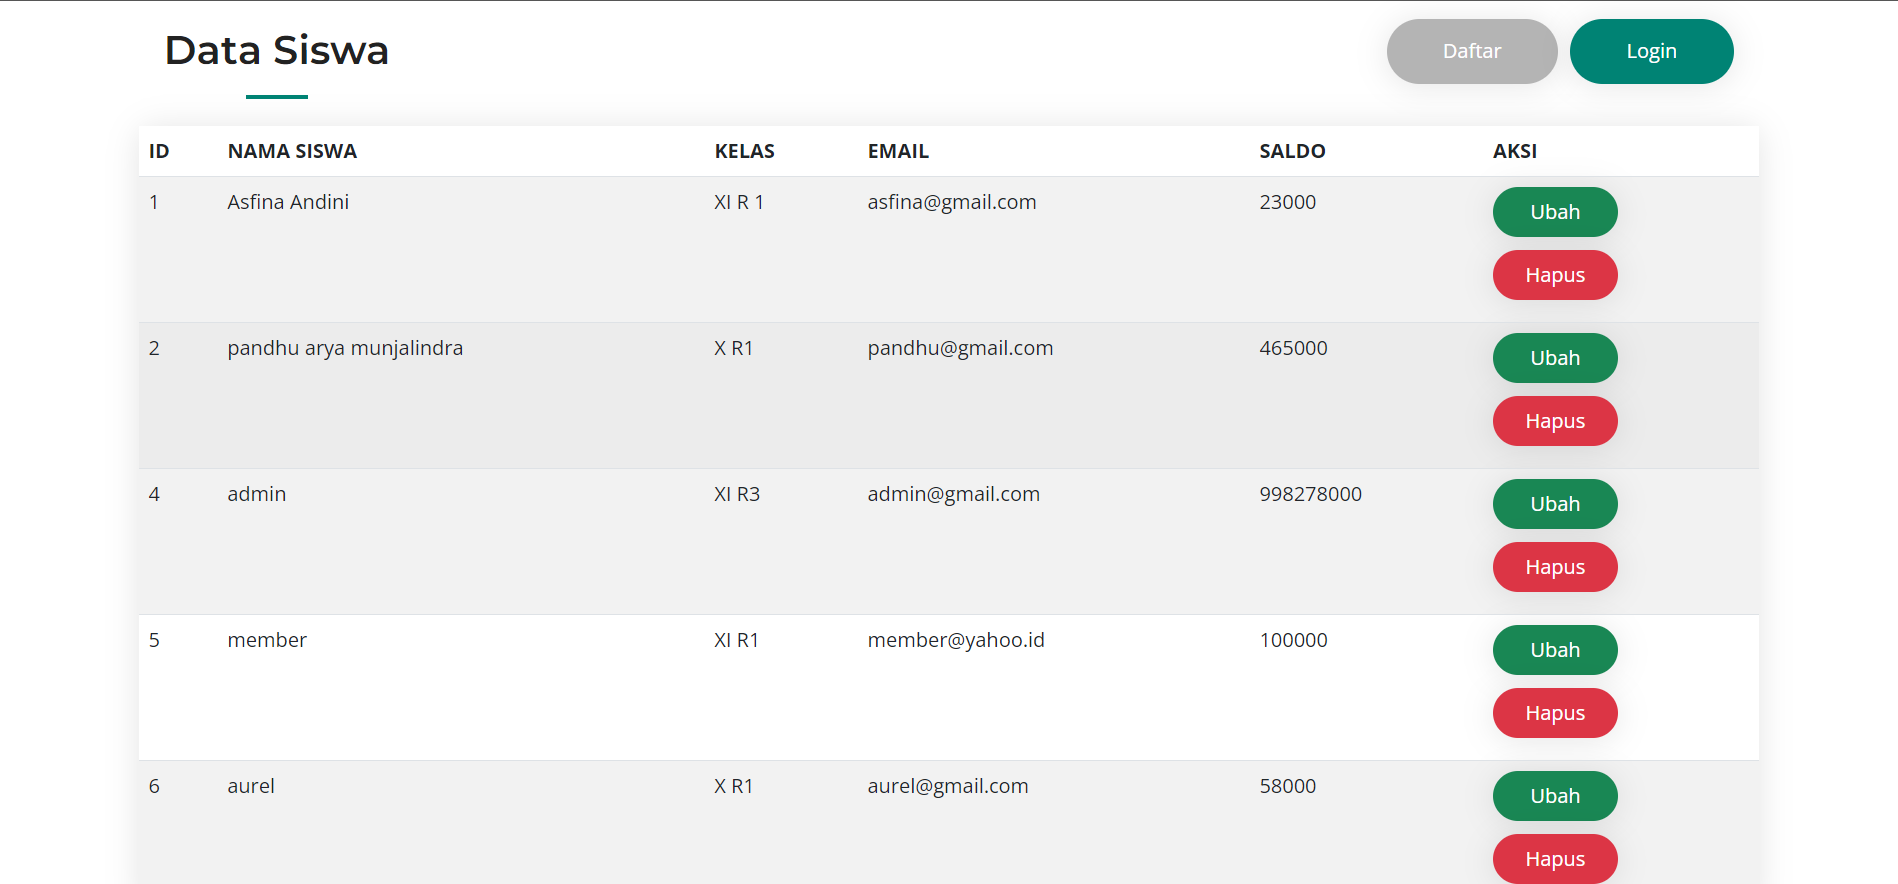 Data Siswa
Daftar
Login
ID NAMA SISWA KELAS EMAIL SALDO AKSI
1 Asfina Andini XI R 1 asfina@gmail.com 23000 Ubah
Hapus
2 pandhu arya munjalindra X R1 pandhu@gmail.com 465000 Ubah
Hapus
4 admin XI R3 admin@gmail.com 998278000 Ubah
Hapus
5 member XI R1 member@yahoo.id 100000 Ubah
Hapus
6 aurel X R1 aurel@gmail.com 58000 Ubah
Hapus